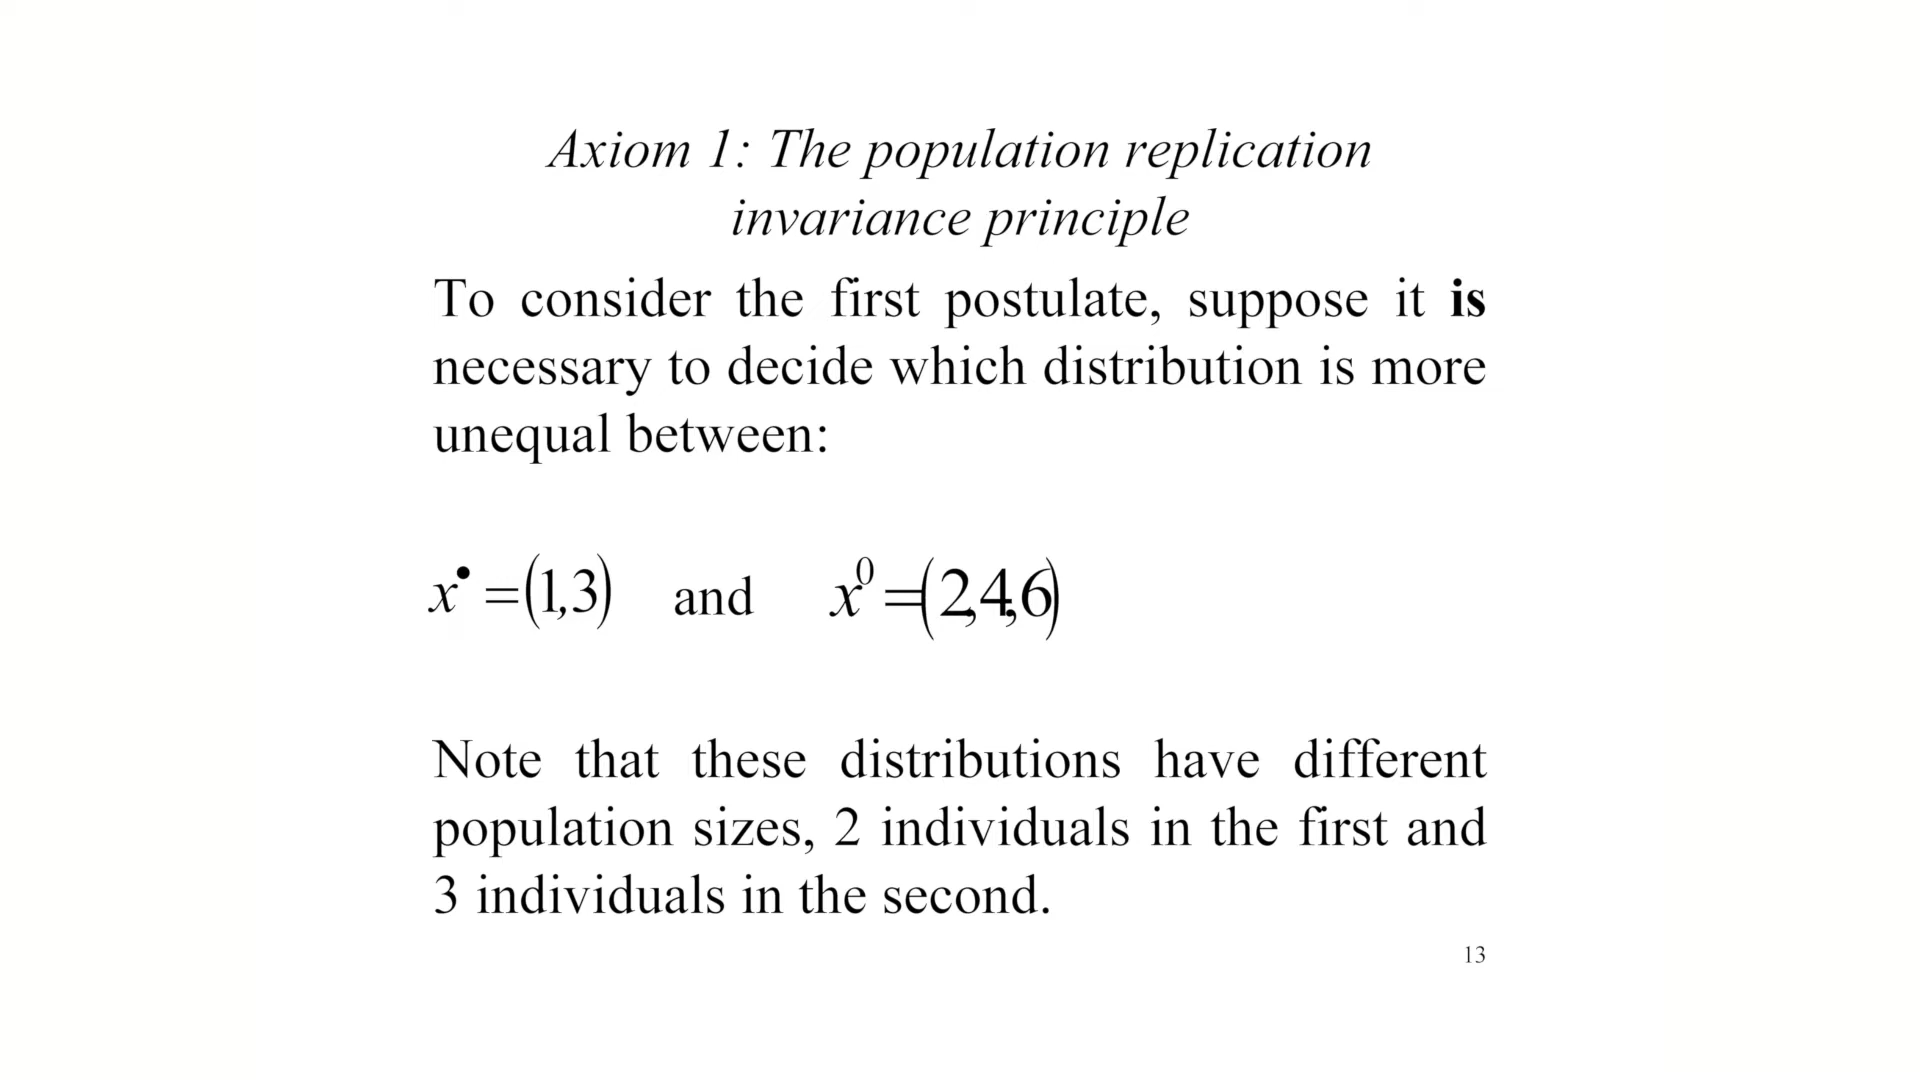 Axiom 1: The population replication
invariance principle
To consider the first postulate, suppose it is
necessary to decide which distribution is more
unequal between:
x• = (1,3) and x⁰ = (2,4,6)
Note that these distributions have different
population sizes, 2 individuals in the first and
3 individuals in the second.
13